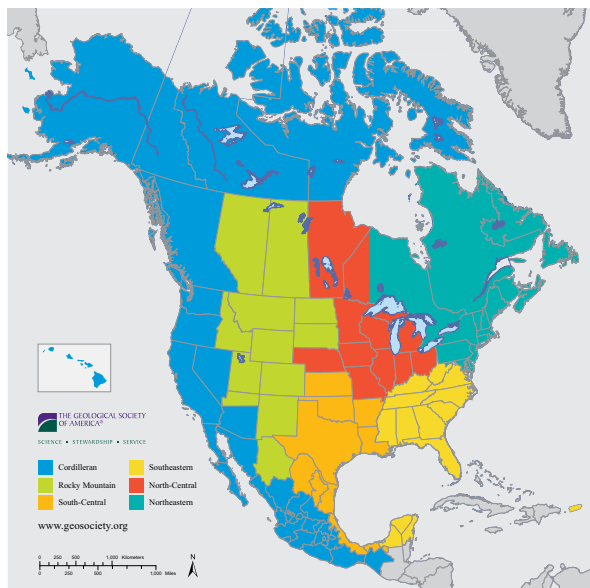 THE GEOLOGICAL SOCIETY
OF AMERICA®
SCIENCE • STEWARDSHIP • SERVICE
Cordilleran
Rocky Mountain
South-Central
Southeastern
North-Central
Northeastern
www.geosociety.org
0 250 500 1,000 Kilometers
0 250 500 1,000 Miles
N